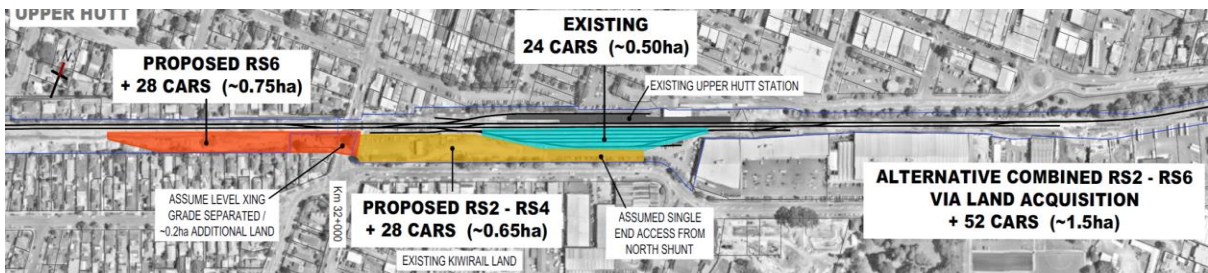 UPPER HUTT
PROPOSED RS6
+ 28 CARS (~0.75ha)
EXISTING
24 CARS (~0.50ha)
EXISTING UPPER HUTT STATION
ASSUME LEVEL XING
GRADE SEPARATED /
~0.2ha ADDITIONAL LAND
Km 32+000
PROPOSED RS2 - RS4
+ 28 CARS (~0.65ha)
EXISTING KIWIRAIL LAND
ASSUMED SINGLE
END ACCESS FROM
NORTH SHUNT
ALTERNATIVE COMBINED RS2 - RS6
VIA LAND ACQUISITION
+ 52 CARS (~1.5ha)